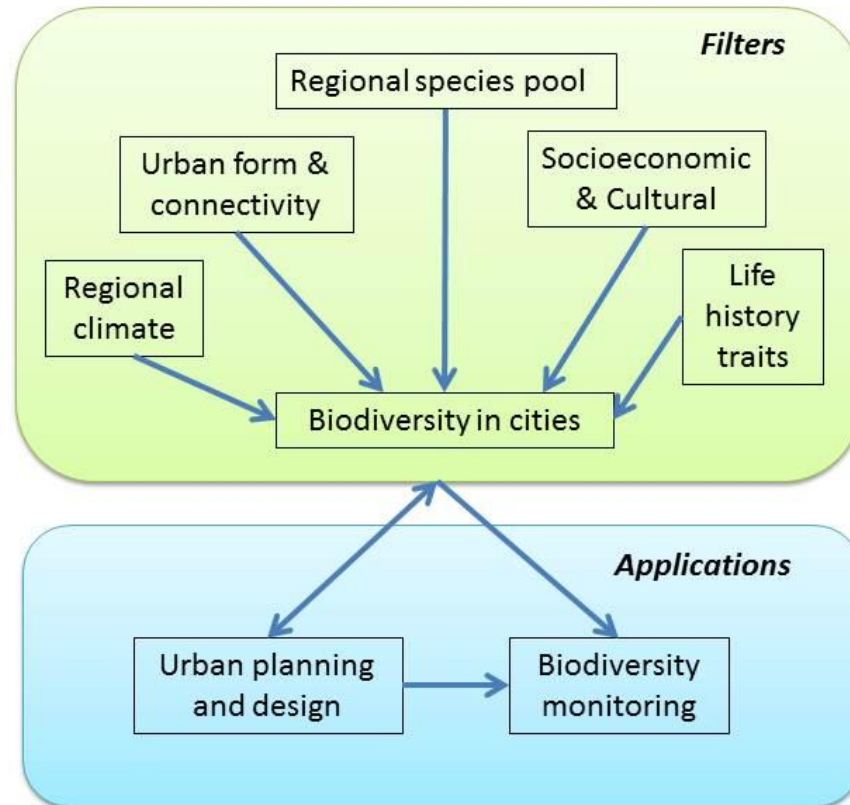 Filters
Regional species pool
Urban form &
connectivity
Socioeconomic
& Cultural
Regional
climate
Life
history
traits
Biodiversity in cities
Applications
Urban planning
and design
Biodiversity
monitoring